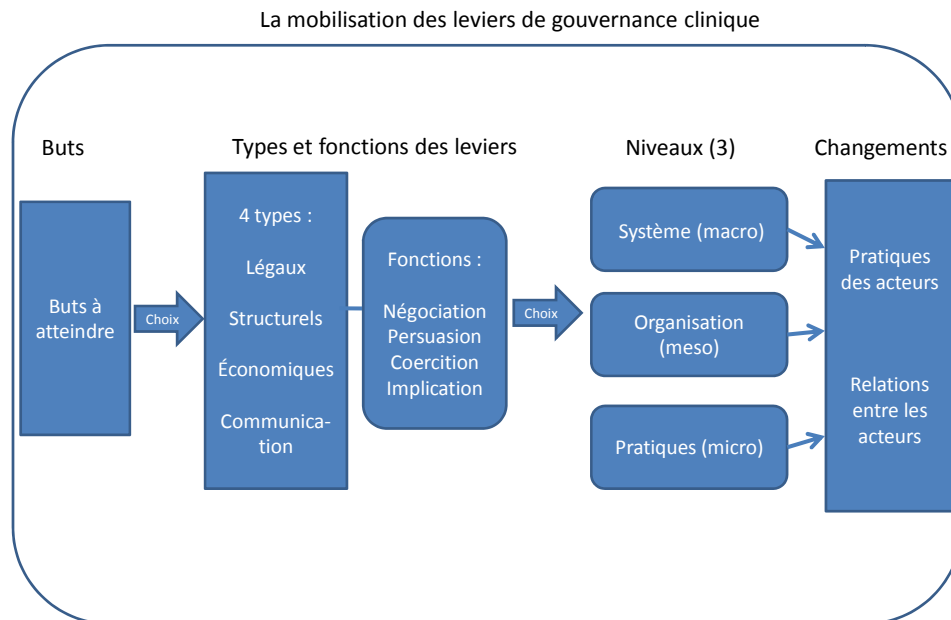 La mobilisation des leviers de gouvernance clinique
Buts
Types et fonctions des leviers
Niveaux (3)
Changements
Buts à
atteindre
Choix
4 types :
Légaux
Structurels
Économiques
Communica-
tion
Fonctions :
Négociation
Persuasion
Coercition
Implication
Choix
Système (macro)
Organisation
(meso)
Pratiques (micro)
Pratiques
des acteurs
Relations
entre les
acteurs